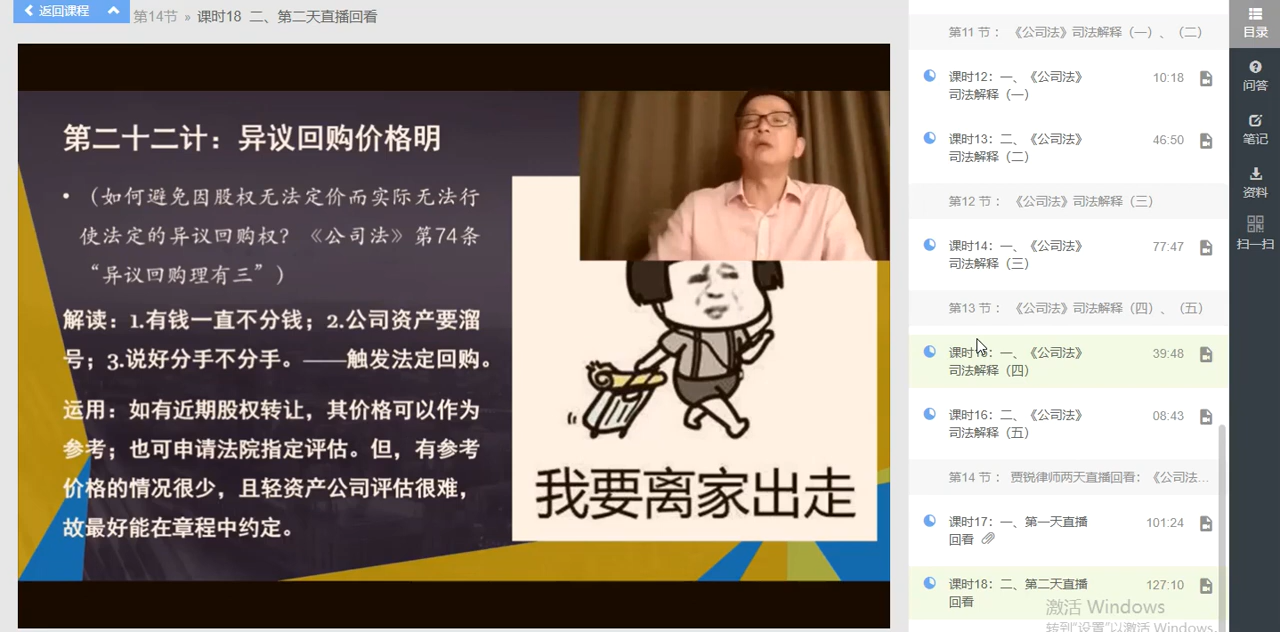 返回课程
第14节 » 课时18 二、第二天直播回看
第二十二计：异议回购价格明
• （如何避免因股权无法定价而实际无法行
使法定的异议回购权？《公司法》第74条
“异议回购理有三”）
解读：1.有钱一直不分钱；2.公司资产要溜
号；3.说好分手不分手。——触发法定回购。
运用：如有近期股权转让，其价格可以作为
参考；也可申请法院指定评估。但，有参考
价格的情况很少，且轻资产公司评估很难，
故最好能在章程中约定。
我要离家出走
第11节：《公司法》司法解释（一）、（二）
课时12：一、《公司法》
司法解释（一）
10:18
课时13：二、《公司法》
司法解释（二）
46:50
第12节：《公司法》司法解释（三）
课时14：一、《公司法》
司法解释（三）
77:47
第13节：《公司法》司法解释（四）、（五）
课时15：一、《公司法》
司法解释（四）
39:48
课时16：二、《公司法》
司法解释（五）
08:43
第14节：贾锐律师两天直播回看：《公司法...
课时17：一、第一天直播
回看
101:24
课时18：二、第二天直播
回看
127:10
目录
问答
笔记
资料
扫一扫
激活 Windows
转到“设置”以激活 Windows。